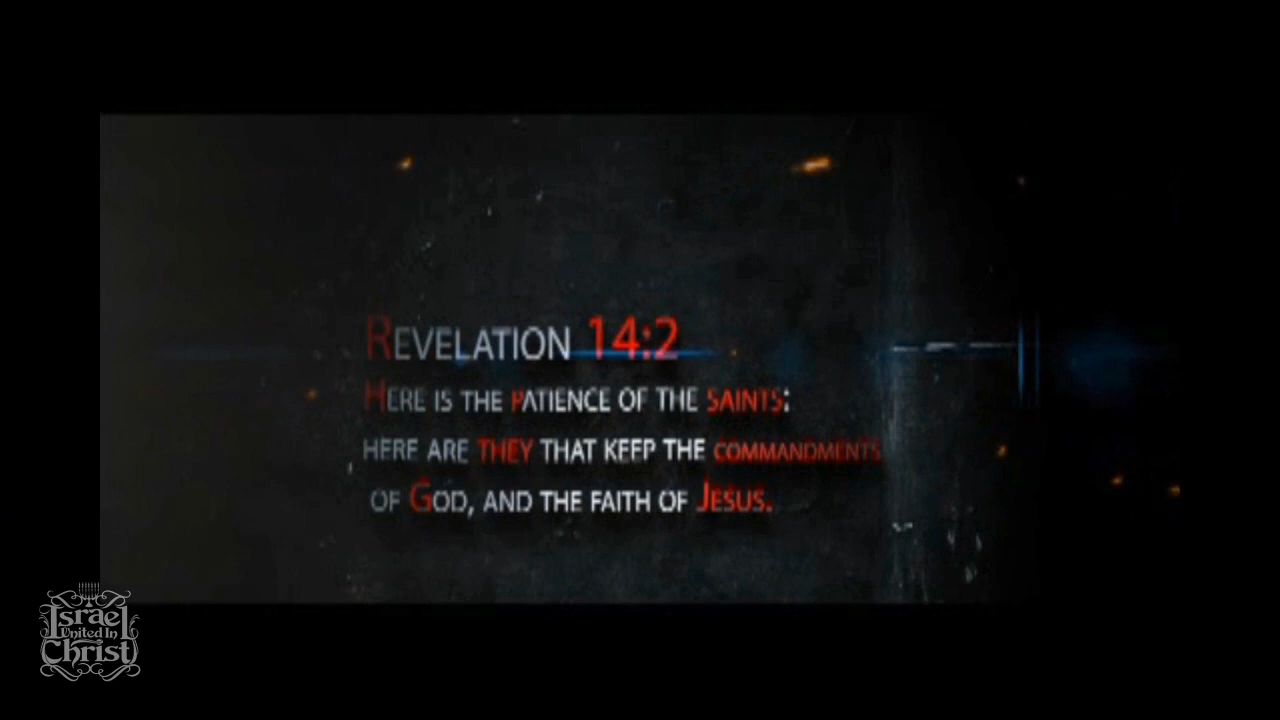 REVELATION 14:2
HERE IS THE PATIENCE OF THE SAINTS:
HERE ARE THEY THAT KEEP THE COMMANDMENTS
OF GOD, AND THE FAITH OF JESUS.
Israel
United In
Christ